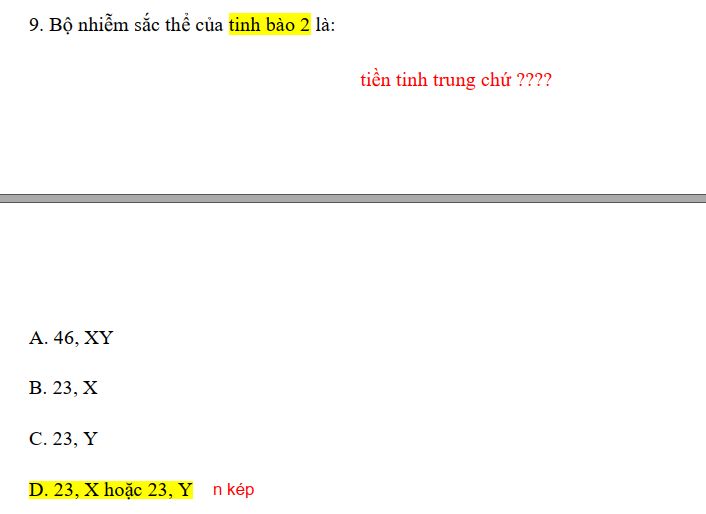 9. Bộ nhiễm sắc thể của tinh bào 2 là:
tiền tinh trung chứ ????
A. 46, XY
B. 23, X
C. 23, Y
D. 23, X hoặc 23, Y n kép